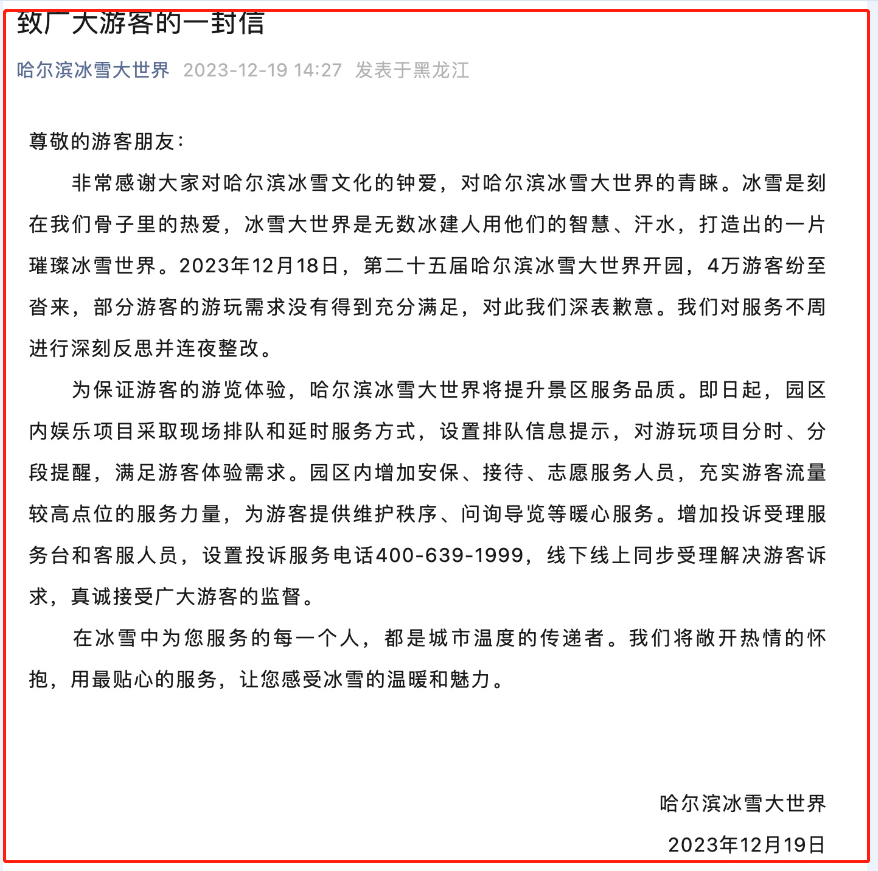 致广大游客的一封信
哈尔滨冰雪大世界 2023-12-19 14:27 发表于黑龙江
尊敬的游客朋友：
非常感谢大家对哈尔滨冰雪文化的钟爱，对哈尔滨冰雪大世界的青睐。冰雪是刻
在我们骨子里的热爱，冰雪大世界是无数冰建人用他们的智慧、汗水，打造出的一片
璀璨冰雪世界。2023年12月18日，第二十五届哈尔滨冰雪大世界开园，4万游客纷至
沓来，部分游客的游玩需求没有得到充分满足，对此我们深表歉意。我们对服务不周
进行深刻反思并连夜整改。
为保证游客的游览体验，哈尔滨冰雪大世界将提升景区服务品质。即日起，园区
内娱乐项目采取现场排队和延时服务方式，设置排队信息提示，对游玩项目分时、分
段提醒，满足游客体验需求。园区内增加安保、接待、志愿服务人员，充实游客流量
较高点位的服务力量，为游客提供维护秩序、问询导览等暖心服务。增加投诉受理服
务台和客服人员，设置投诉服务电话400-639-1999，线下线上同步受理解决游客诉
求，真诚接受广大游客的监督。
在冰雪中为您服务的每一个人，都是城市温度的传递者。我们将敞开热情的怀
抱，用最贴心的服务，让您感受冰雪的温暖和魅力。
哈尔滨冰雪大世界
2023年12月19日